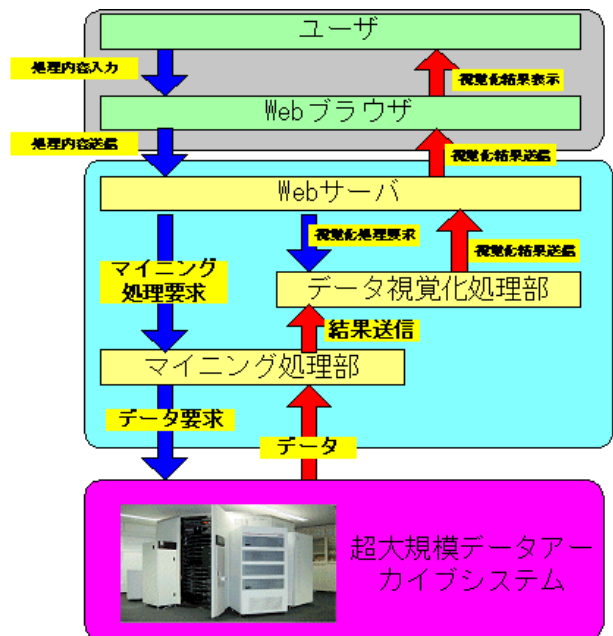 ユーザ
処理内容入力
視覚化結果表示
Webブラウザ
処理内容送信
視覚化結果送信
Webサーバ
視覚化処理要求
視覚化結果送信
マイニング
処理要求
データ視覚化処理部
結果送信
マイニング処理部
データ要求
データ
超大規模データアー
カイブシステム